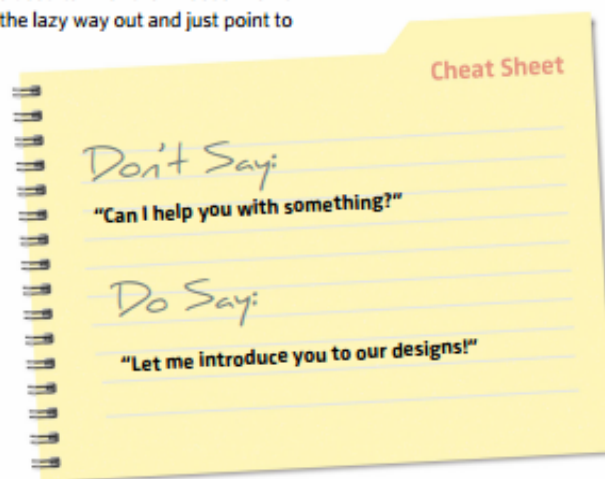 the lazy way out and just point to
Cheat Sheet
Don't Say:
"Can I help you with something?"
Do Say:
"Let me introduce you to our designs!"